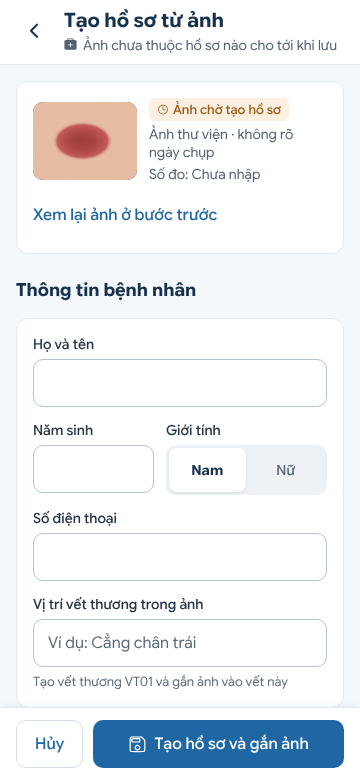 Tạo hồ sơ từ ảnh
Ảnh chưa thuộc hồ sơ nào cho tới khi lưu
Ảnh chờ tạo hồ sơ
Ảnh thư viện · không rõ
ngày chụp
Số đo: Chưa nhập
Xem lại ảnh ở bước trước
Thông tin bệnh nhân
Họ và tên
Năm sinh
Giới tính
Nam
Nữ
Số điện thoại
Vị trí vết thương trong ảnh
Ví dụ: Cẳng chân trái
Tạo vết thương VT01 và gắn ảnh vào vết này
Hủy
Tạo hồ sơ và gắn ảnh